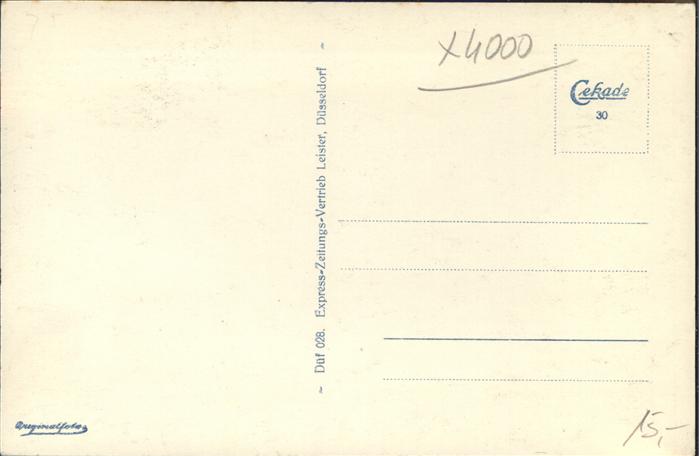 x4000
Cekade
30
~ Düf 028. Express-Zeitungs-Vertrieb Leister, Düsseldorf ~
Originalfoto
15,-